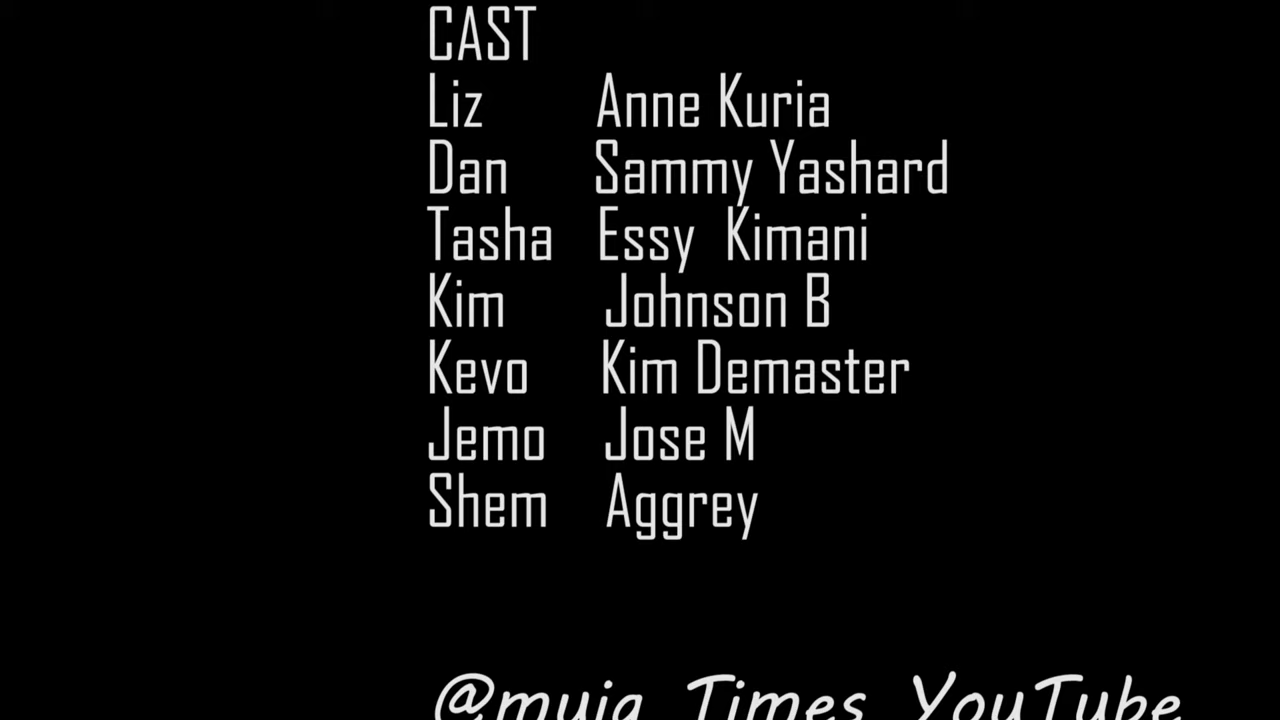 CAST
Liz Anne Kuria
Dan Sammy Yashard
Tasha Essy Kimani
Kim Johnson B
Kevo Kim Demaster
Jemo Jose M
Shem Aggrey
Times YouTube